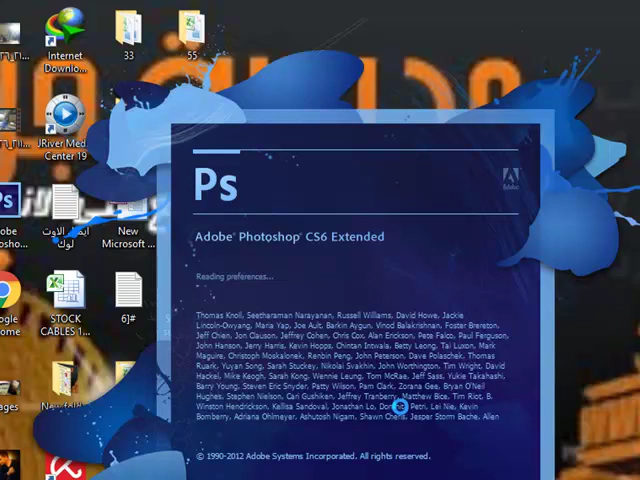 Internet
Downlo...
33
55
JRiver Med...
Center 19
ايميل الاوت
لوك
New
Microsoft ...
STOCK
CABLES 1...
6]#
Ps
Adobe
Adobe® Photoshop® CS6 Extended
Reading preferences...
Thomas Knoll, Seetharaman Narayanan, Russell Williams, David Howe, Jackie
Lincoln-Owyang, Maria Yap, Joe Ault, Barkin Aygun, Vinod Balakrishnan, Foster Brereton,
Jeff Chien, Jon Clauson, Jeffrey Cohen, Chris Cox, Alan Erickson, Pete Falco, Paul Ferguson,
John Hanson, Jerry Harris, Kevin Hopps, Chintan Intwala, Betty Leong, Tai Luxon, Mark
Maguire, Christoph Moskalonek, Renbin Peng, John Peterson, Dave Polaschek, Thomas
Ruark, Yuyan Song, Sarah Stuckey, Nikolai Svakhin, John Worthington, Tim Wright, David
Hackel, Mike Keogh, Sarah Kong, Wennie Leung, Tom McRae, Jeff Sass, Yukie Takahashi,
Barry Young, Steven Eric Snyder, Patty Wilson, Pam Clark, Zorana Gee, Bryan O'Neil
Hughes, Stephen Nielson, Cari Gushiken, Jeffrey Tranberry, Matthew Bice, Tim Riot, B.
Winston Hendrickson, Kellisa Sandoval, Jonathan Lo, Petri, Lei Nie, Kevin
Bomberry, Adriana Ohlmeyer, Ashutosh Nigam, Shawn Cheris, Jesper Storm Bache, Allen
© 1990-2012 Adobe Systems Incorporated. All rights reserved.